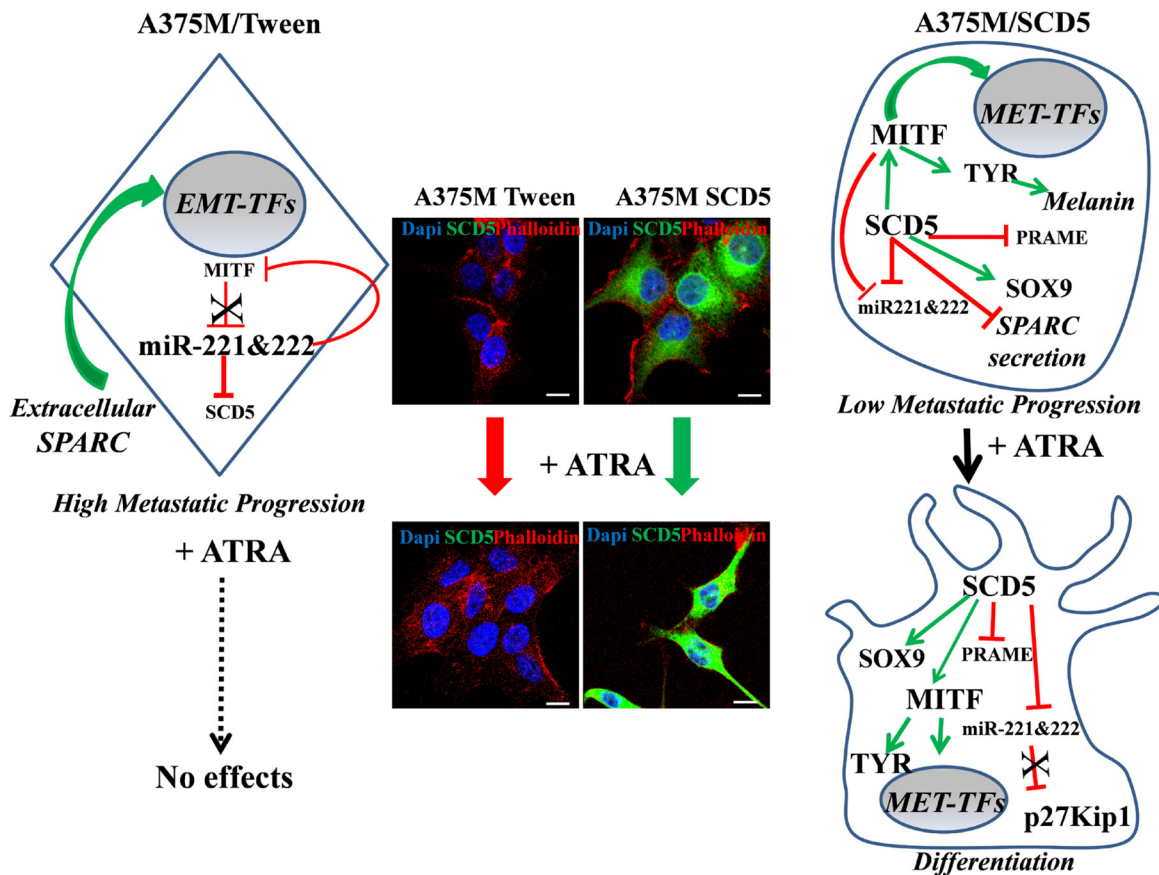 A375M/Tween
EMT-TFs
MITF
X
miR-221&222
SCD5
Extracellular
SPARC
High Metastatic Progression
+ ATRA
No effects
A375M Tween
Dapi SCD5Phalloidin
A375M SCD5
Dapi SCD5Phalloidin
+ ATRA
Dapi SCD5Phalloidin
Dapi SCD5Phalloidin
A375M/SCD5
MET-TFs
MITF
TYR
Melanin
SCD5
PRAME
SOX9
miR221&222
SPARC
secretion
Low Metastatic Progression
+ ATRA
SCD5
SOX9
PRAME
MITF
miR-221&222
TYR
X
MET-TFs
p27Kip1
Differentiation